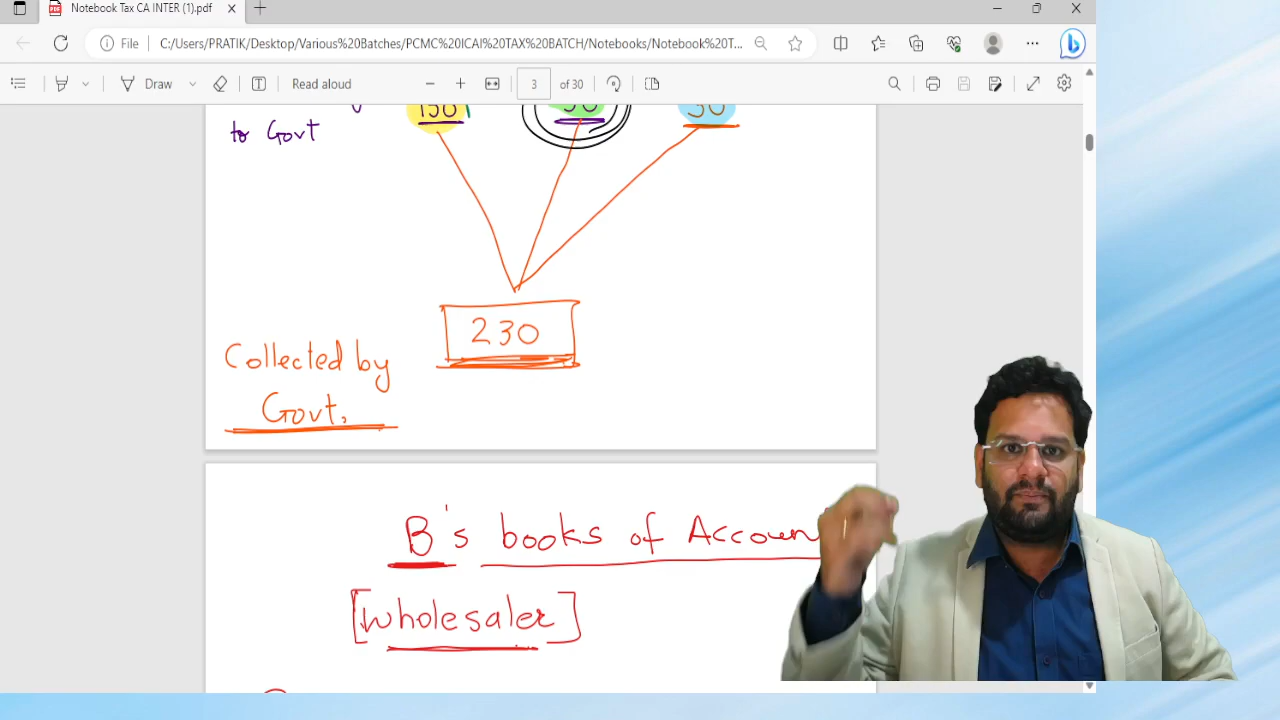 Notebook Tax CA INTER (1).pdf
File C:/Users/PRATIK/Desktop/Various%20Batches/PCMC%20ICAI%20TAX%20BATCH/Notebooks/Notebook%20T...
Draw
Read aloud
3 of 30
150 50 30
to Govt
230
Collected by
Govt.
B's books of Accoun
[wholesaler]